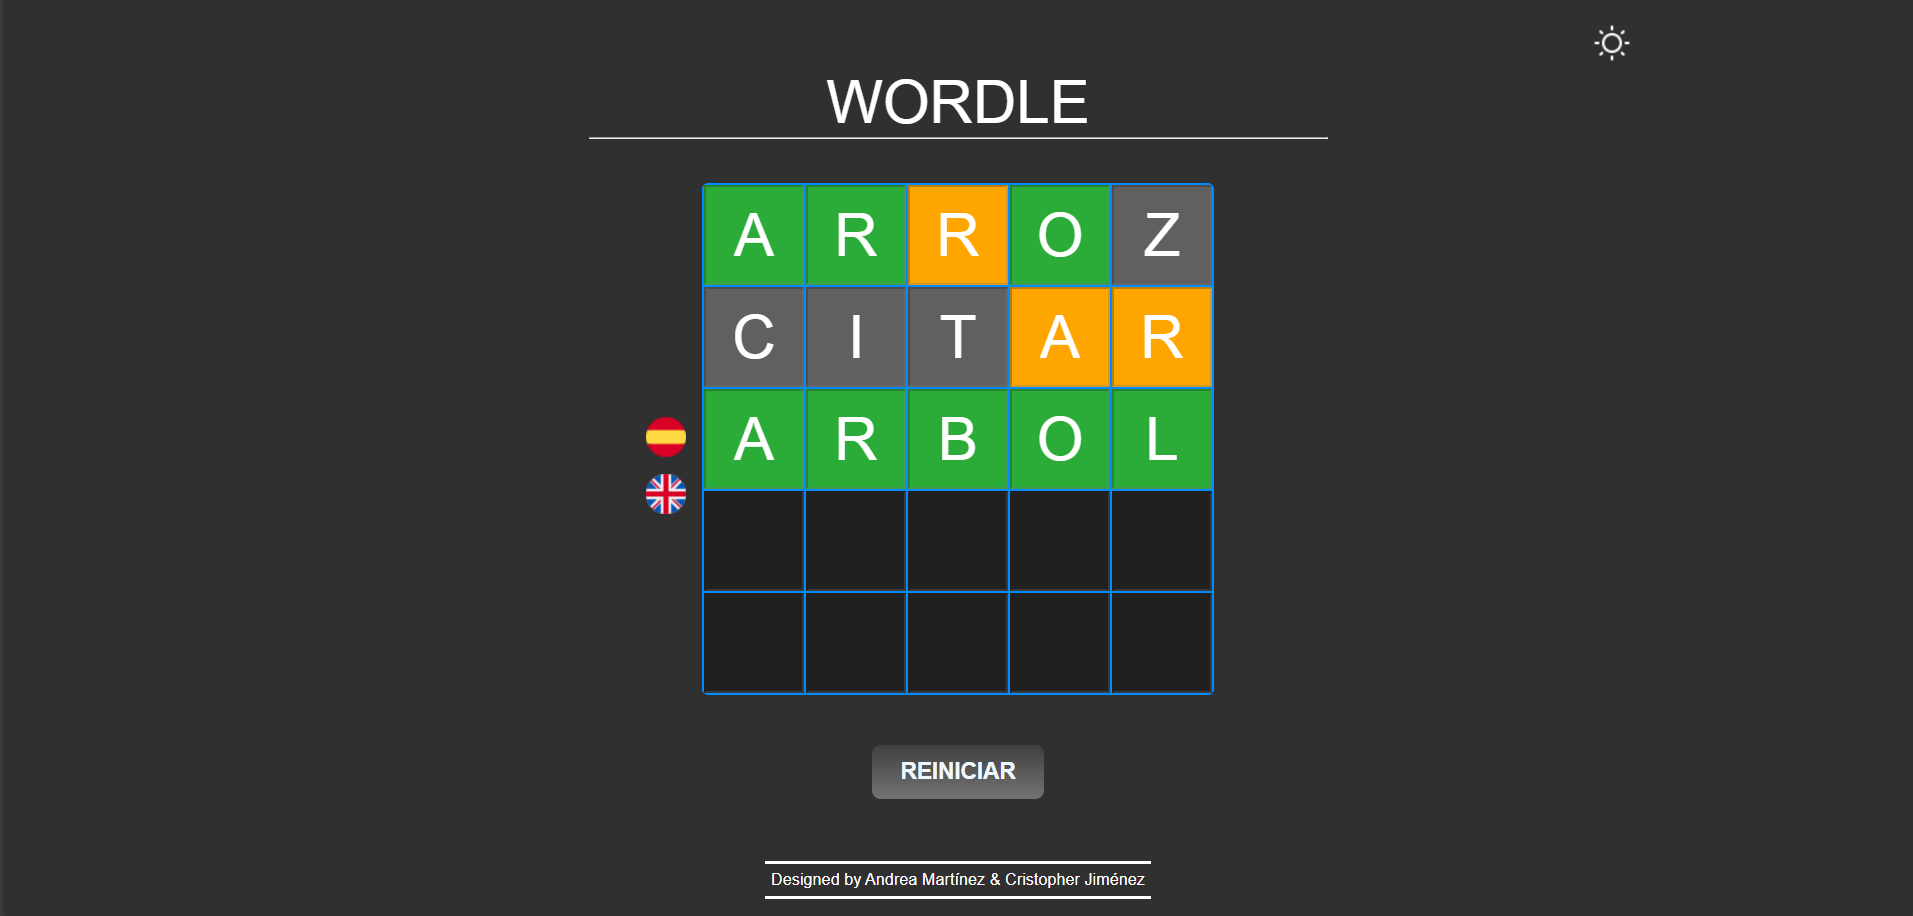 WORDLE
A R R O Z
C I T A R
A R B O L
REINICIAR
Designed by Andrea Martínez & Cristopher Jiménez